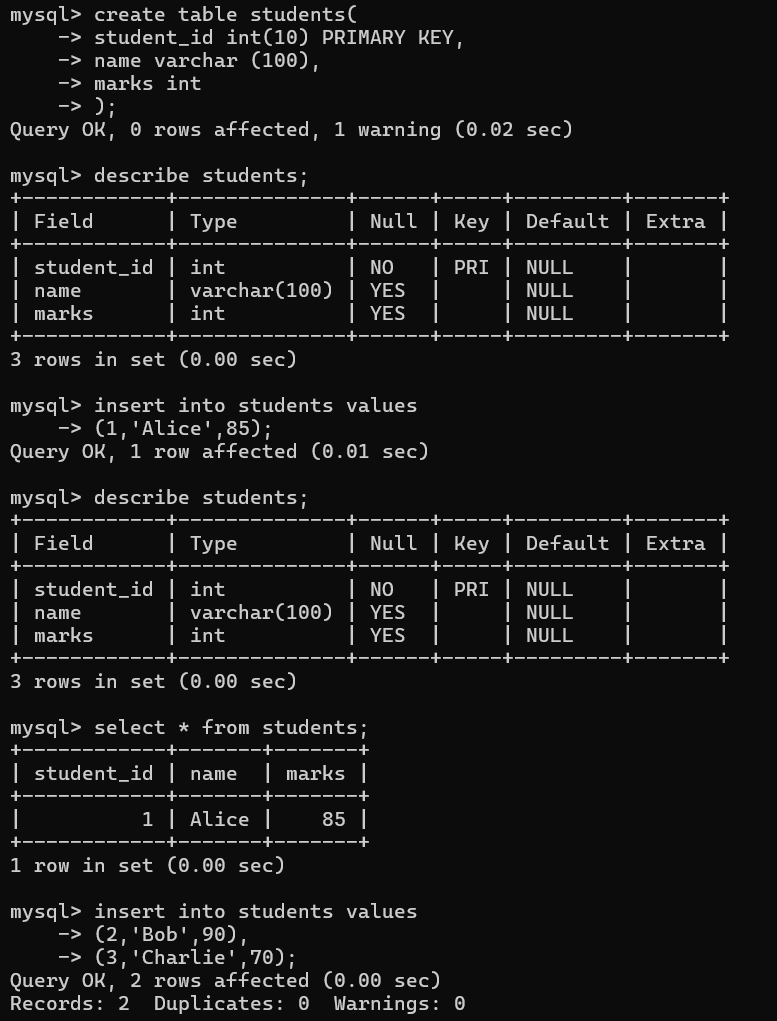 mysql> create table students(
    -> student_id int(10) PRIMARY KEY,
    -> name varchar (100),
    -> marks int
    -> );
Query OK, 0 rows affected, 1 warning (0.02 sec)

mysql> describe students;
+------------+--------------+------+-----+---------+-------+
| Field      | Type         | Null | Key | Default | Extra |
+------------+--------------+------+-----+---------+-------+
| student_id | int          | NO   | PRI | NULL    |       |
| name       | varchar(100) | YES  |     | NULL    |       |
| marks      | int          | YES  |     | NULL    |       |
+------------+--------------+------+-----+---------+-------+
3 rows in set (0.00 sec)

mysql> insert into students values
    -> (1,'Alice',85);
Query OK, 1 row affected (0.01 sec)

mysql> describe students;
+------------+--------------+------+-----+---------+-------+
| Field      | Type         | Null | Key | Default | Extra |
+------------+--------------+------+-----+---------+-------+
| student_id | int          | NO   | PRI | NULL    |       |
| name       | varchar(100) | YES  |     | NULL    |       |
| marks      | int          | YES  |     | NULL    |       |
+------------+--------------+------+-----+---------+-------+
3 rows in set (0.00 sec)

mysql> select * from students;
+------------+-------+-------+
| student_id | name  | marks |
+------------+-------+-------+
|          1 | Alice |    85 |
+------------+-------+-------+
1 row in set (0.00 sec)

mysql> insert into students values
    -> (2,'Bob',90),
    -> (3,'Charlie',70);
Query OK, 2 rows affected (0.00 sec)
Records: 2  Duplicates: 0  Warnings: 0